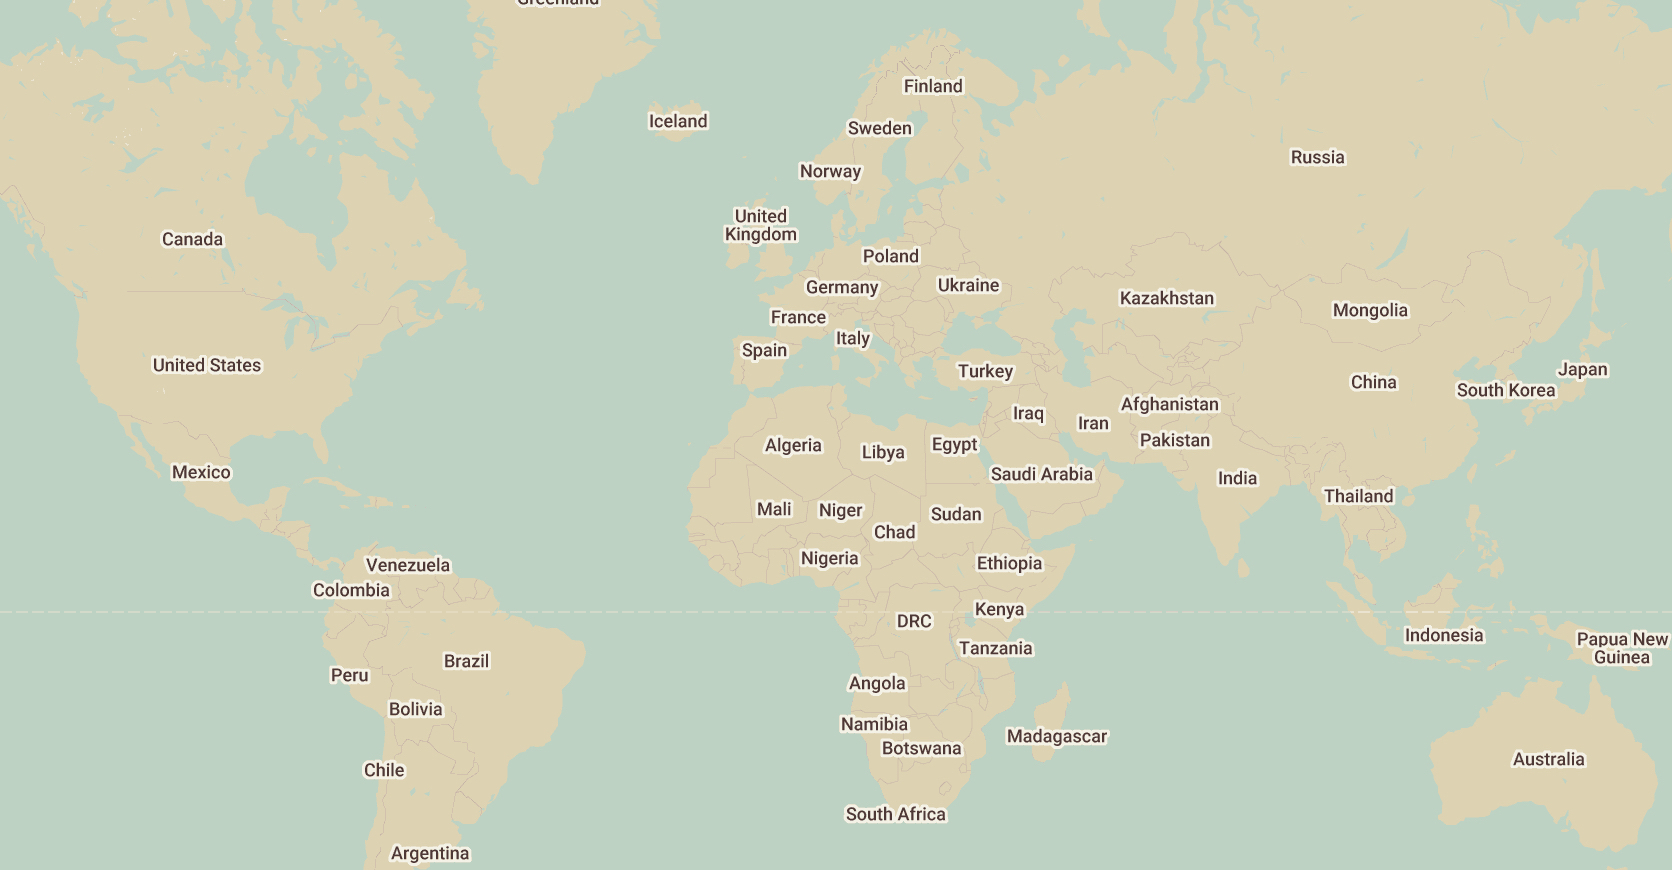 Greenland
Finland
Iceland
Sweden
Russia
Norway
United
Kingdom
Canada
Poland
Germany
Ukraine
Kazakhstan
Mongolia
France
Italy
Spain
United States
Turkey
Japan
China
South Korea
Afghanistan
Iraq
Iran
Pakistan
Algeria
Libya
Egypt
Mexico
Saudi Arabia
India
Thailand
Mali
Niger
Sudan
Chad
Nigeria
Ethiopia
Venezuela
Colombia
Kenya
DRC
Indonesia
Papua New
Guinea
Tanzania
Brazil
Peru
Angola
Bolivia
Namibia
Madagascar
Botswana
Australia
Chile
South Africa
Argentina